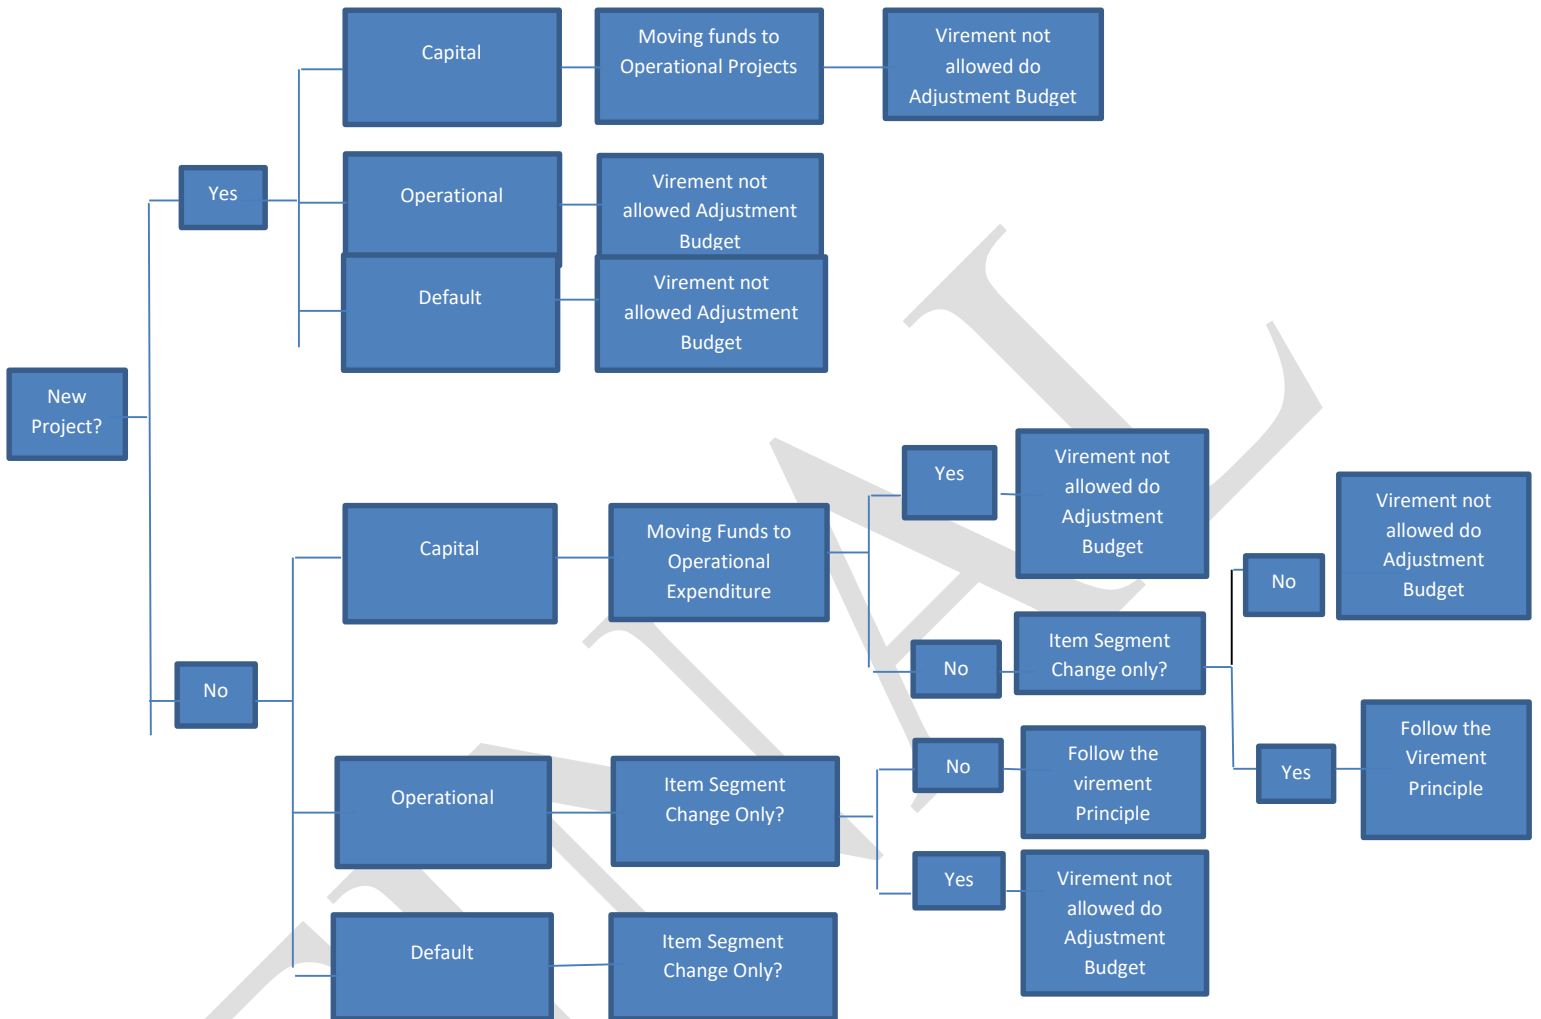 Capital
Moving funds to
Operational Projects
Virement not
allowed do
Adjustment Budget
Yes
Operational
Virement not
allowed Adjustment
Budget
Default
Virement not
allowed Adjustment
Budget
New
Project?
Capital
Moving Funds to
Operational
Expenditure
Yes
Virement not
allowed do
Adjustment
Budget
No
Virement not
allowed do
Adjustment
Budget
No
Item Segment
Change only?
No
Yes
Follow the
Virement
Principle
Operational
Item Segment
Change Only?
No
Follow the
virement
Principle
Yes
Virement not
allowed do
Adjustment
Budget
Default
Item Segment
Change Only?